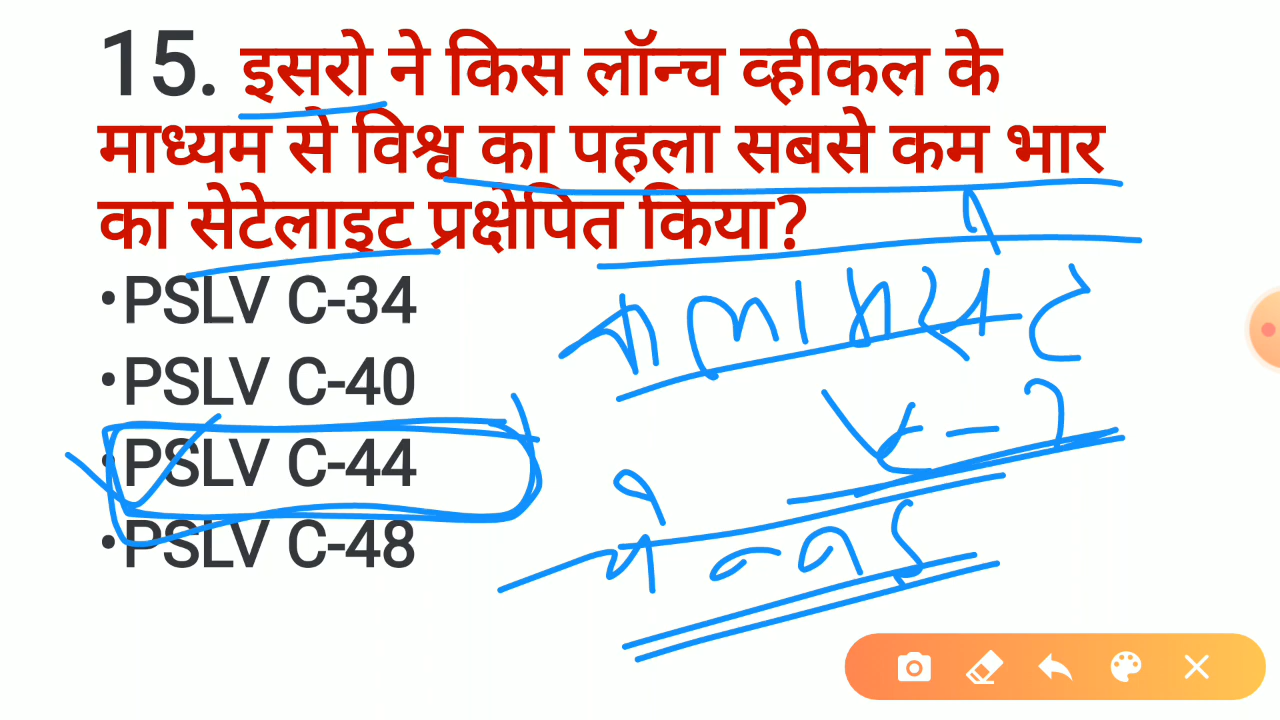 15. इसरो ने किस लॉन्च व्हीकल के
माध्यम से विश्व का पहला सबसे कम भार
का सेटेलाइट प्रक्षेपित किया?
•PSLV C-34
•PSLV C-40
•PSLV C-44
•PSLV C-48